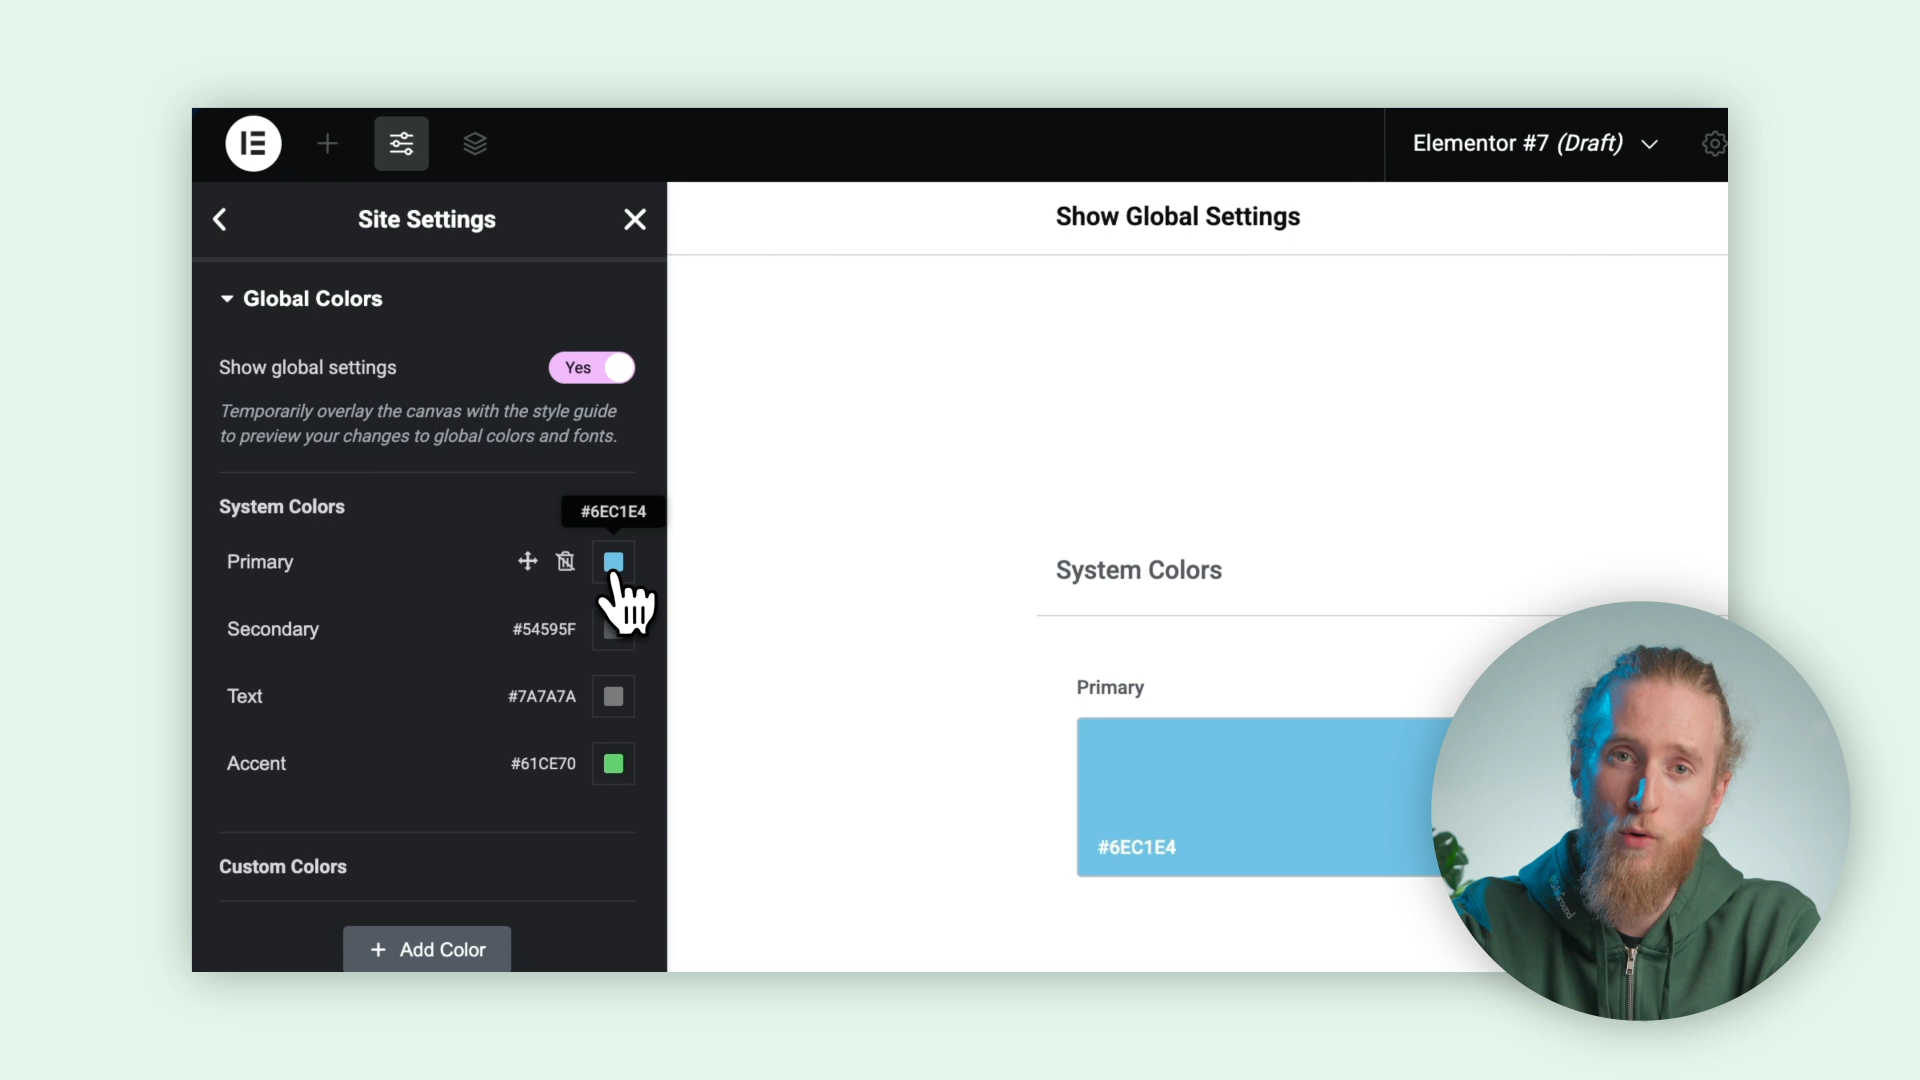 Elementor #7 (Draft)
Site Settings
Show Global Settings
Global Colors
Show global settings
Yes
Temporarily overlay the canvas with the style guide
to preview your changes to global colors and fonts.
System Colors
#6EC1E4
Primary
Secondary
#54595F
Text
#7A7A7A
Accent
#61CE70
Custom Colors
+ Add Color
System Colors
Primary
#6EC1E4
SiteGround